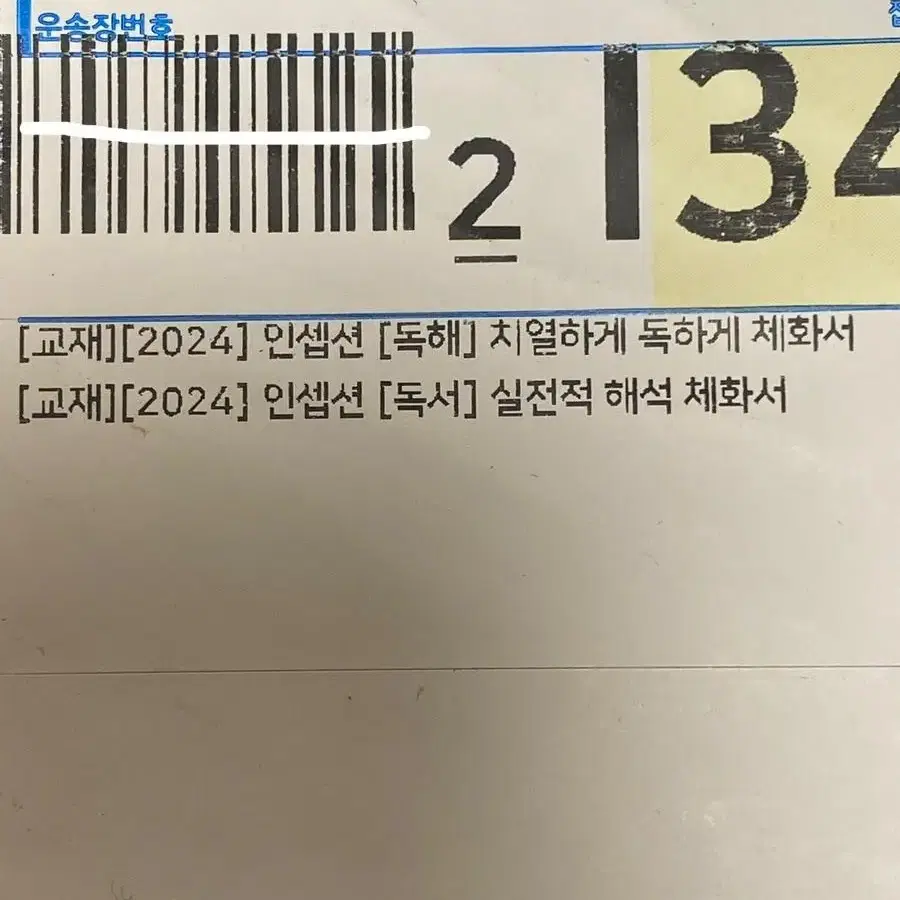 운송장번호
2 34
[교재][2024] 인셉션 [독해] 치열하게 독하게 체화서
[교재][2024] 인셉션 [독서] 실전적 해석 체화서